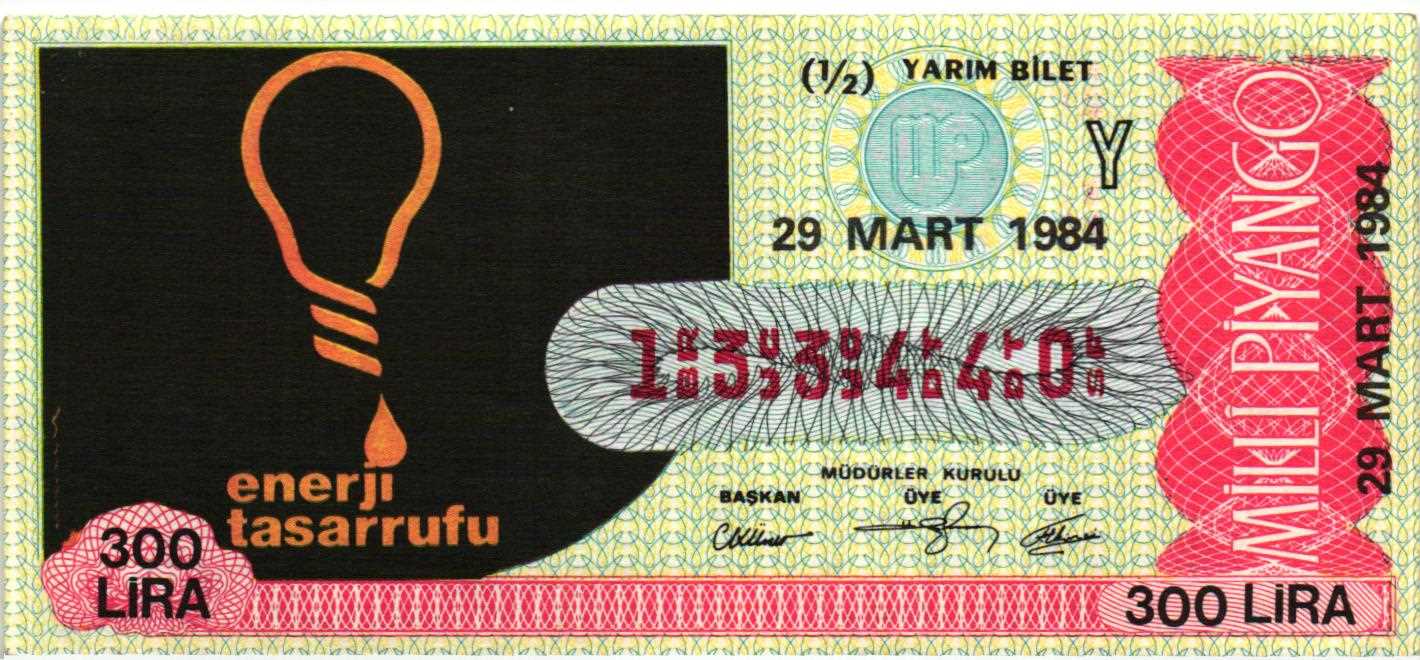 (1/2) YARIM BİLET
Y
29 MART 1984
133440
MÜDÜRLER KURULU
BAŞKAN ÜYE ÜYE
enerji
tasarrufu
300
LİRA
300 LİRA
MİLLİ PİYANGO
29 MART 1984